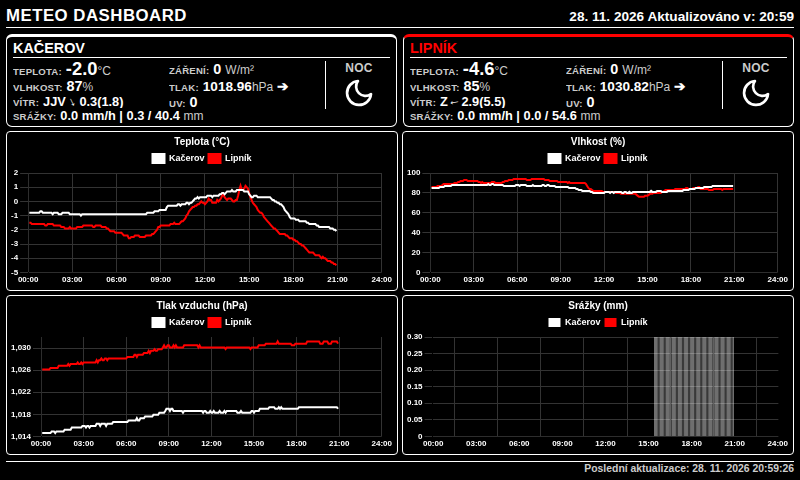 METEO DASHBOARD
28. 11. 2026 Aktualizováno v: 20:59
KAČEROV
TEPLOTA: -2.0°C
ZÁŘENÍ: 0 W/m²
VLHKOST: 87%
TLAK: 1018.96hPa ➔
VÍTR: JJV 0.3(1.8)
UV: 0
SRÁŽKY: 0.0 mm/h | 0.3 / 40.4 mm
NOC
LIPNÍK
TEPLOTA: -4.6°C
ZÁŘENÍ: 0 W/m²
VLHKOST: 85%
TLAK: 1030.82hPa ➔
VÍTR: Z 2.9(5.5)
UV: 0
SRÁŽKY: 0.0 mm/h | 0.0 / 54.6 mm
NOC
Teplota (°C)
Kačerov Lipník
2
1
0
-1
-2
-3
-4
-5
00:00 03:00 06:00 09:00 12:00 15:00 18:00 21:00 24:00
Vlhkost (%)
Kačerov Lipník
100
80
60
40
20
0
00:00 03:00 06:00 09:00 12:00 15:00 18:00 21:00 24:00
Tlak vzduchu (hPa)
Kačerov Lipník
1,030
1,026
1,022
1,018
1,014
00:00 03:00 06:00 09:00 12:00 15:00 18:00 21:00 24:00
Srážky (mm)
Kačerov Lipník
0.30
0.25
0.20
0.15
0.10
0.05
0
00:00 03:00 06:00 09:00 12:00 15:00 18:00 21:00 24:00
Poslední aktualizace: 28. 11. 2026 20:59:26